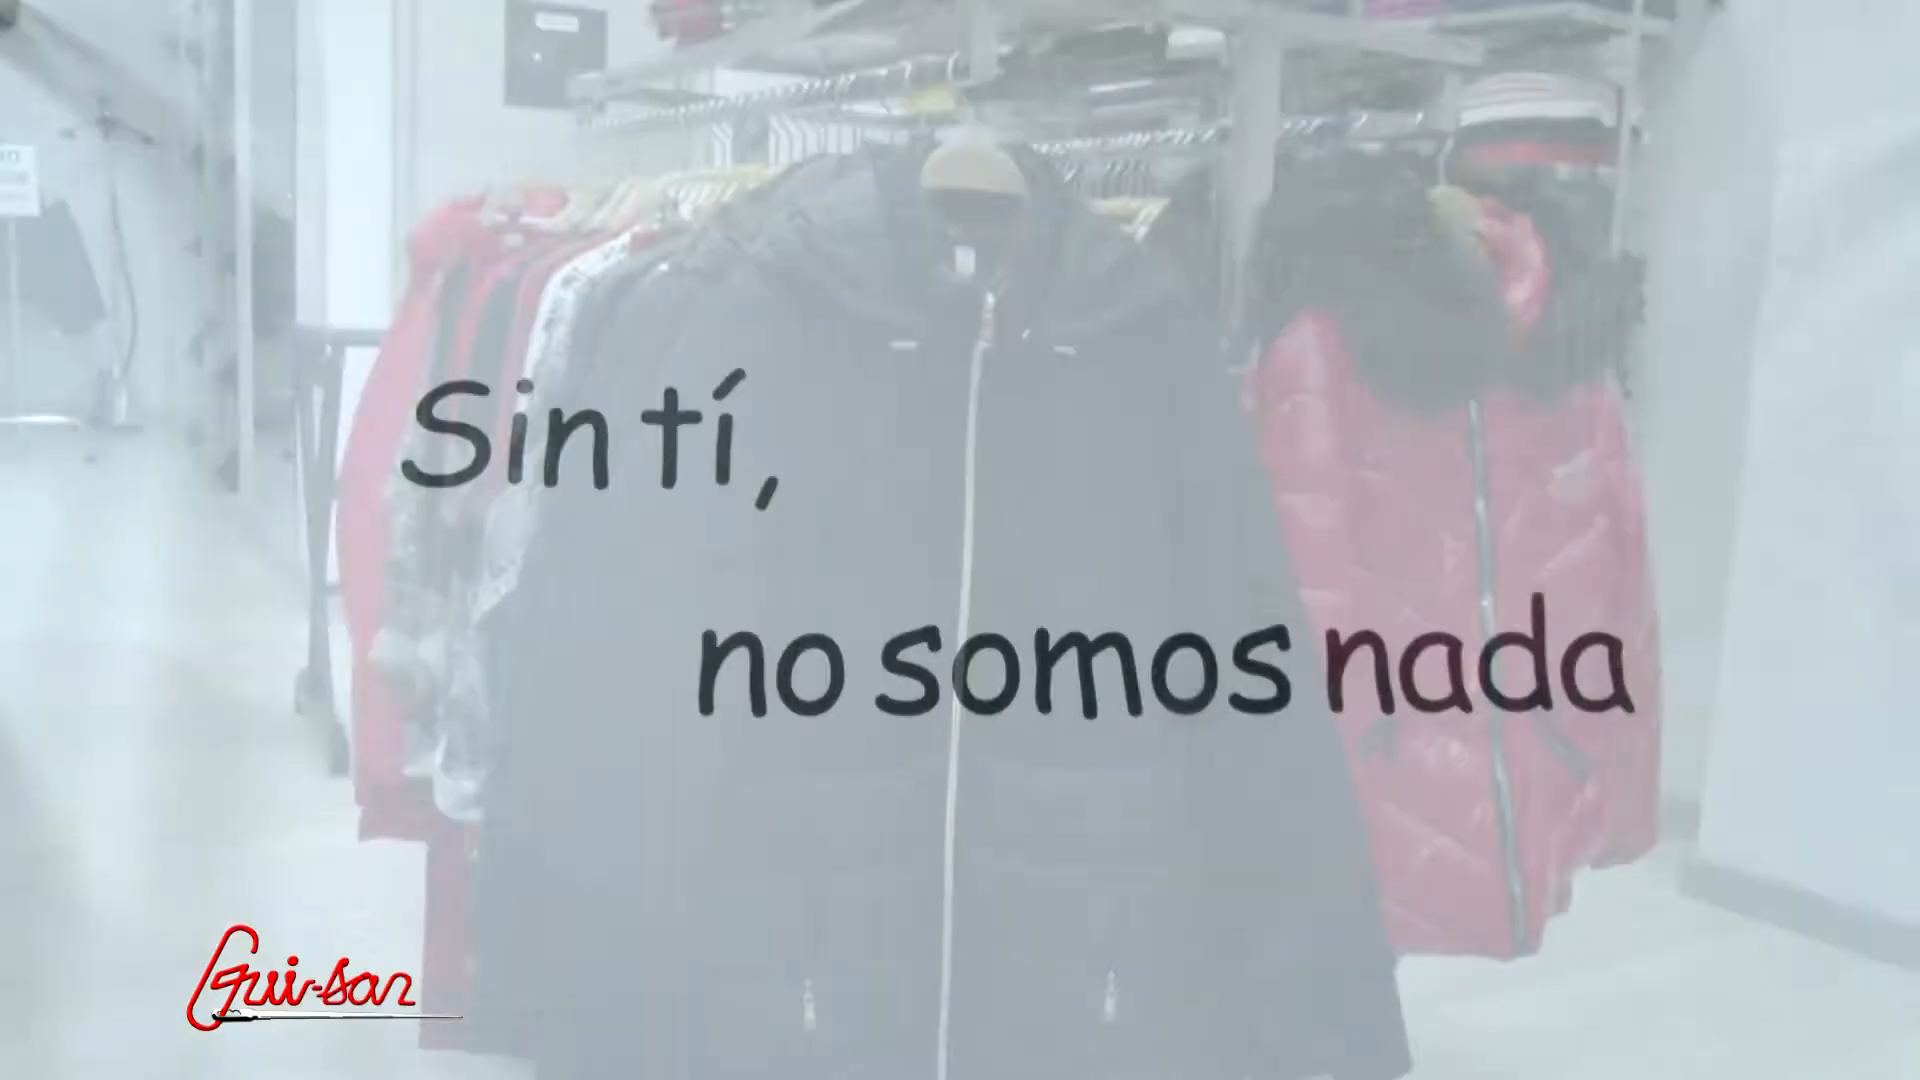 Sin tí,
no somos nada
Gui-san